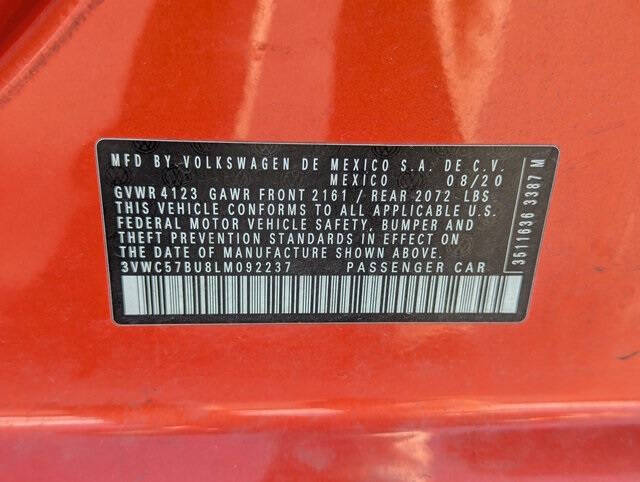 MFD BY. VOLKSWAGEN DE MEXICO S.A. DE C.V.
MEXICO 08/20
GVWR 4123 GAWR FRONT 2161 / REAR 2072 LBS
THIS VEHICLE CONFORMS TO ALL APPLICABLE U.S.
FEDERAL MOTOR VEHICLE SAFETY, BUMPER AND
THEFT PREVENTION STANDARDS IN EFFECT ON
THE DATE OF MANUFACTURE SHOWN ABOVE.
3VWC57BU8LM092237 PASSENGER CAR
3511636 3387 M